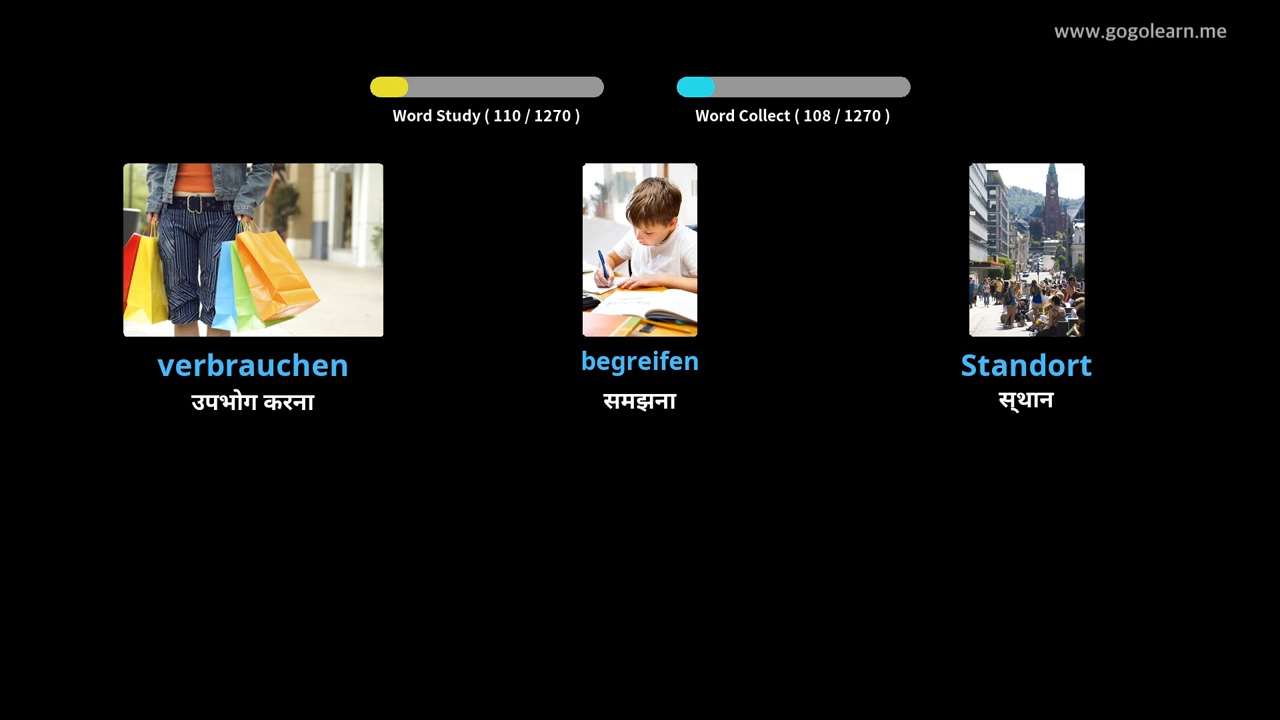 www.gogolearn.me
Word Study ( 110 / 1270 )
Word Collect ( 108 / 1270 )
verbrauchen
उपभोग करना
begreifen
समझना
Standort
स्थान